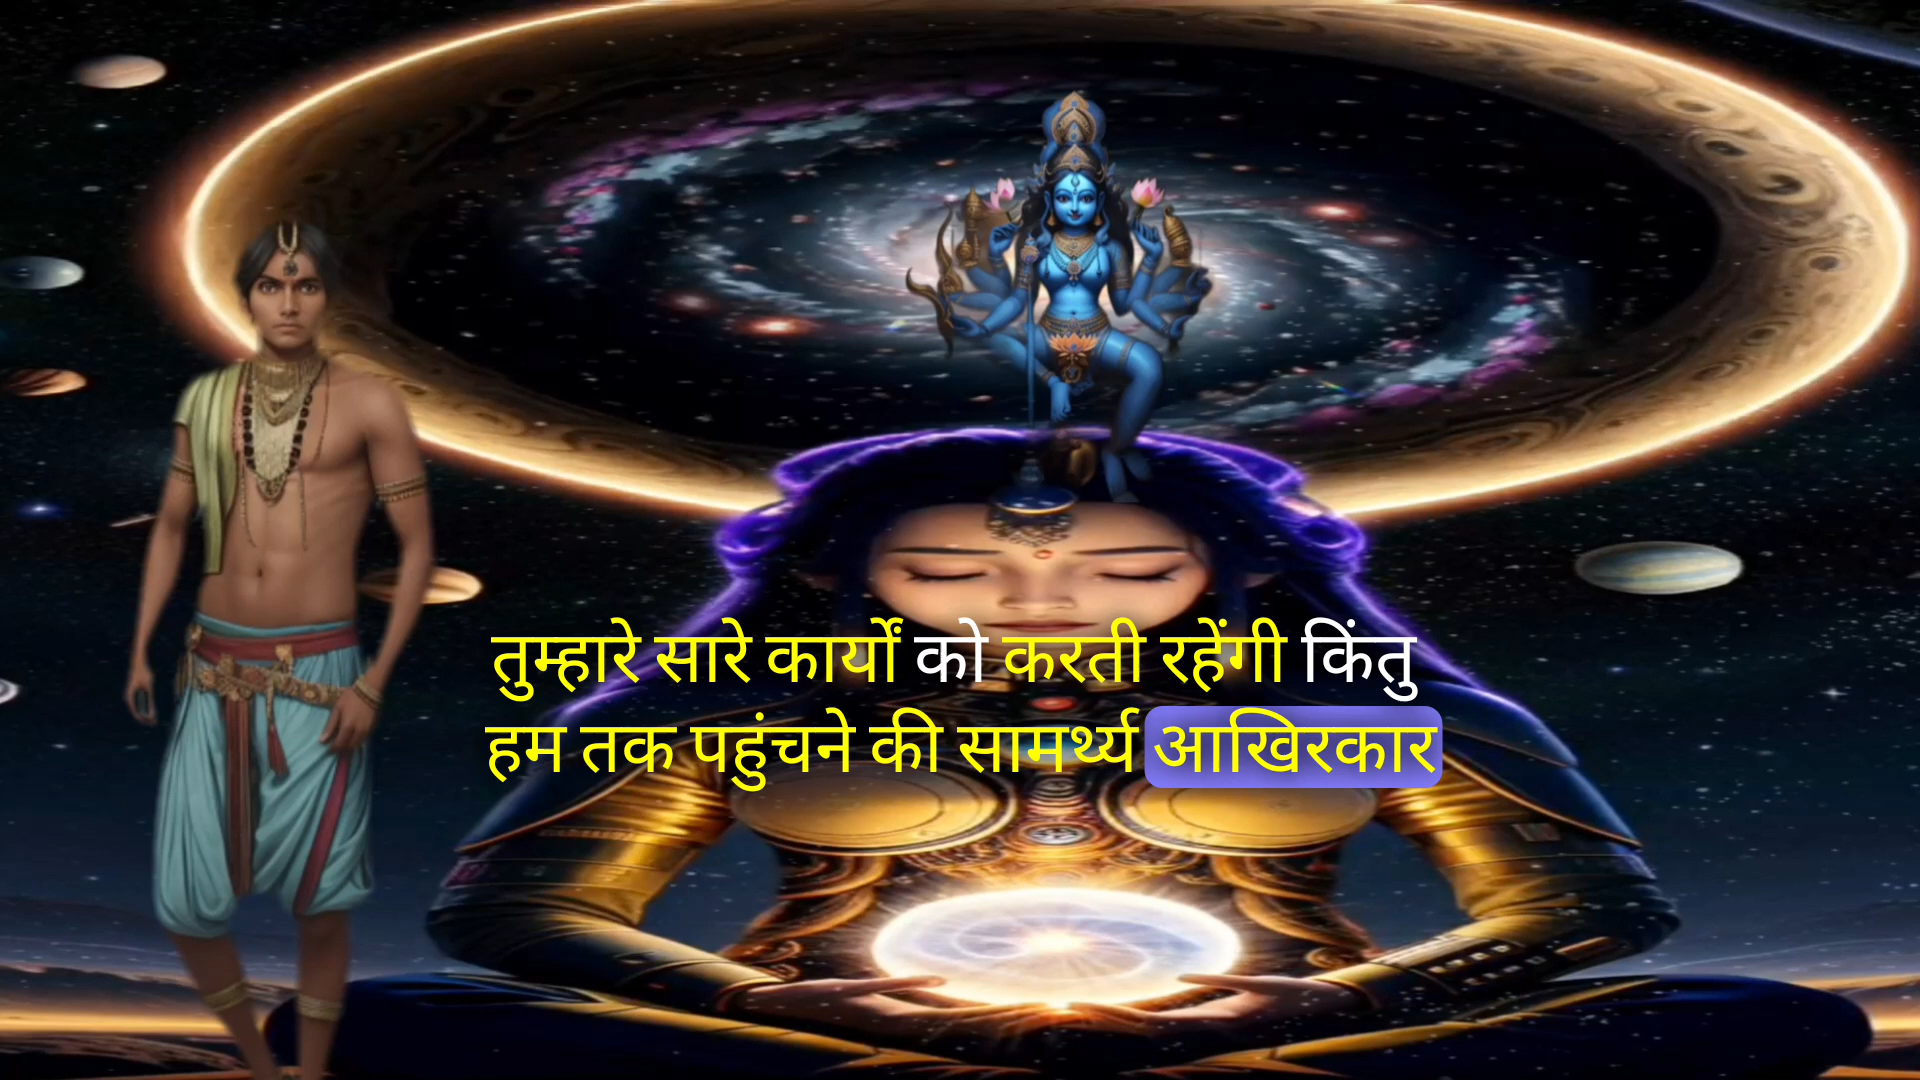 तुम्हारे सारे कार्यों को करती रहेंगी किंतु
हम तक पहुंचने की सामर्थ्य आखिरकार